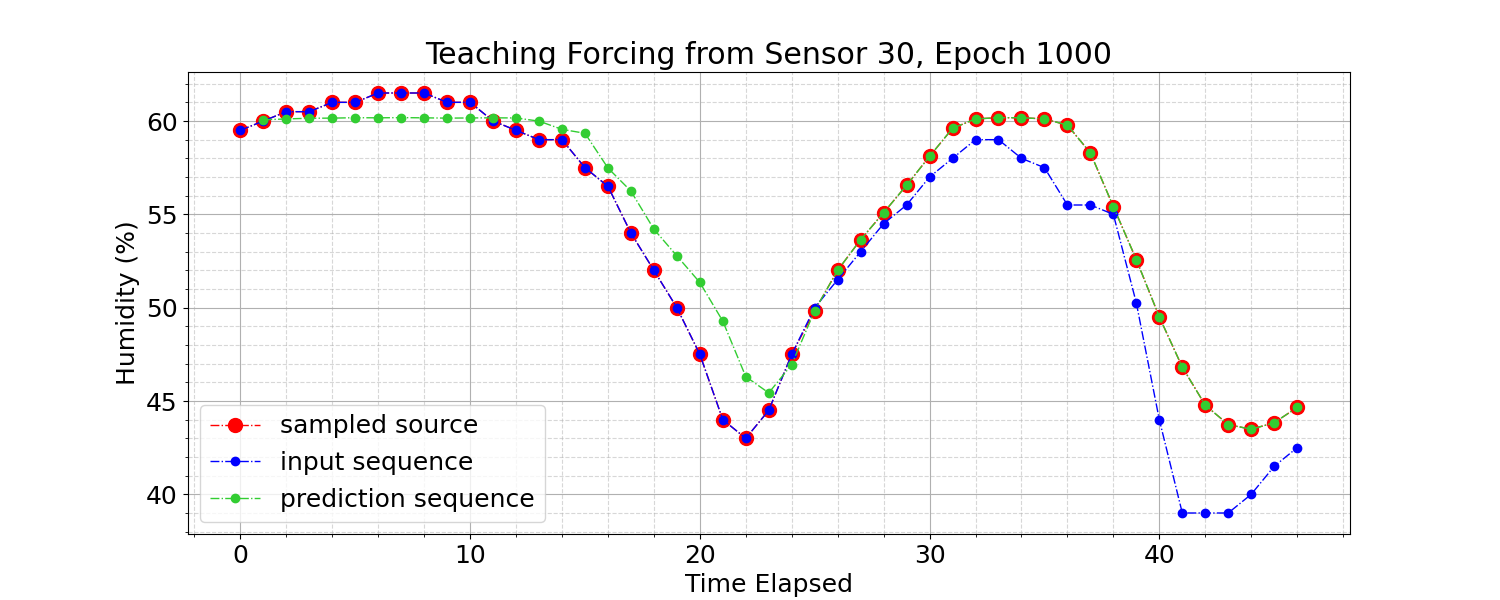 Teaching Forcing from Sensor 30, Epoch 1000
Humidity (%)
60
55
50
45
40
sampled source
input sequence
prediction sequence
0 10 20 30 40
Time Elapsed